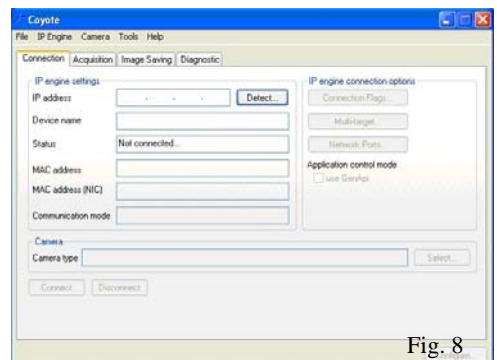 Coyote
File IP Engine Camera Tools Help
Connection Acquisition Image Saving Diagnostic
IP engine settings
IP address . . . Detect...
Device name
Status Not connected...
MAC address
MAC address (NIC)
Communication mode
IP engine connection options
Connection Flags...
Multi-target...
Network Ports...
Application control mode
use GenApi
Camera
Camera type Select...
Connect Disconnect
Fig. 8